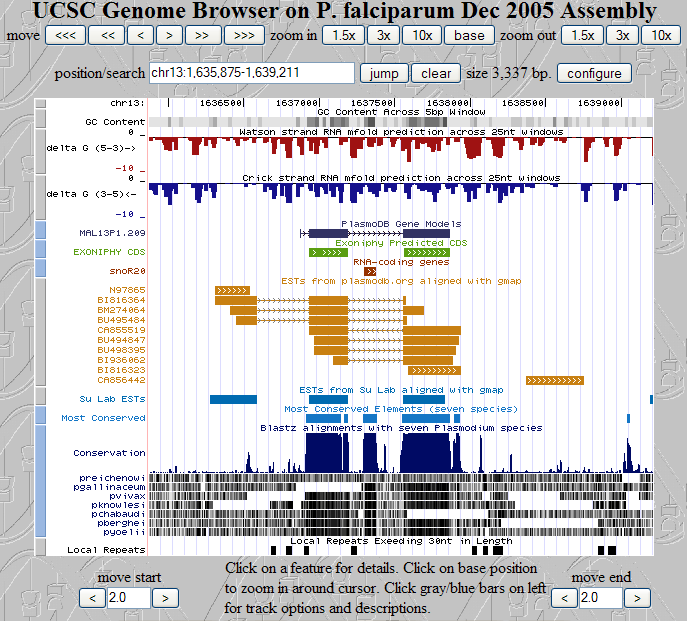 UCSC Genome Browser on P. falciparum Dec 2005 Assembly
move <<< << < > >> >>> zoom in 1.5x 3x 10x base zoom out 1.5x 3x 10x
position/search chr13:1,635,875-1,639,211 jump clear size 3,337 bp. configure
chr13: 1636500 1637000 1637500 1638000 1638500 1639000
GC Content Across 5bp Window
GC Content
Watson strand RNA mfold prediction across 25nt windows
0 _
delta G (5-3)->
-10 _
Crick strand RNA mfold prediction across 25nt windows
0 _
delta G (3-5)<-
-10 _
PlasmoDB Gene Models
MAL13P1.209
Exoniphy Predicted CDS
EXONIPHY CDS
RNA-coding genes
snoR20
ESTs from plasmodb.org aligned with gmap
N97865
BI816364
BM274064
BU495484
CA855519
BU494847
BU498395
BI936062
BI816323
CA856442
ESTs from Su Lab aligned with gmap
Su Lab ESTs
Most Conserved Elements (seven species)
Most Conserved
Blastz alignments with seven Plasmodium species
Conservation
preichenowi
pgallinaceum
pvivax
pknowlesi
pchabaudi
pberghei
pyoelii
Local Repeats Exeeding 30nt in Length
Local Repeats
move start
< 2.0 >
Click on a feature for details. Click on base position
to zoom in around cursor. Click gray/blue bars on left
for track options and descriptions.
move end
< 2.0 >